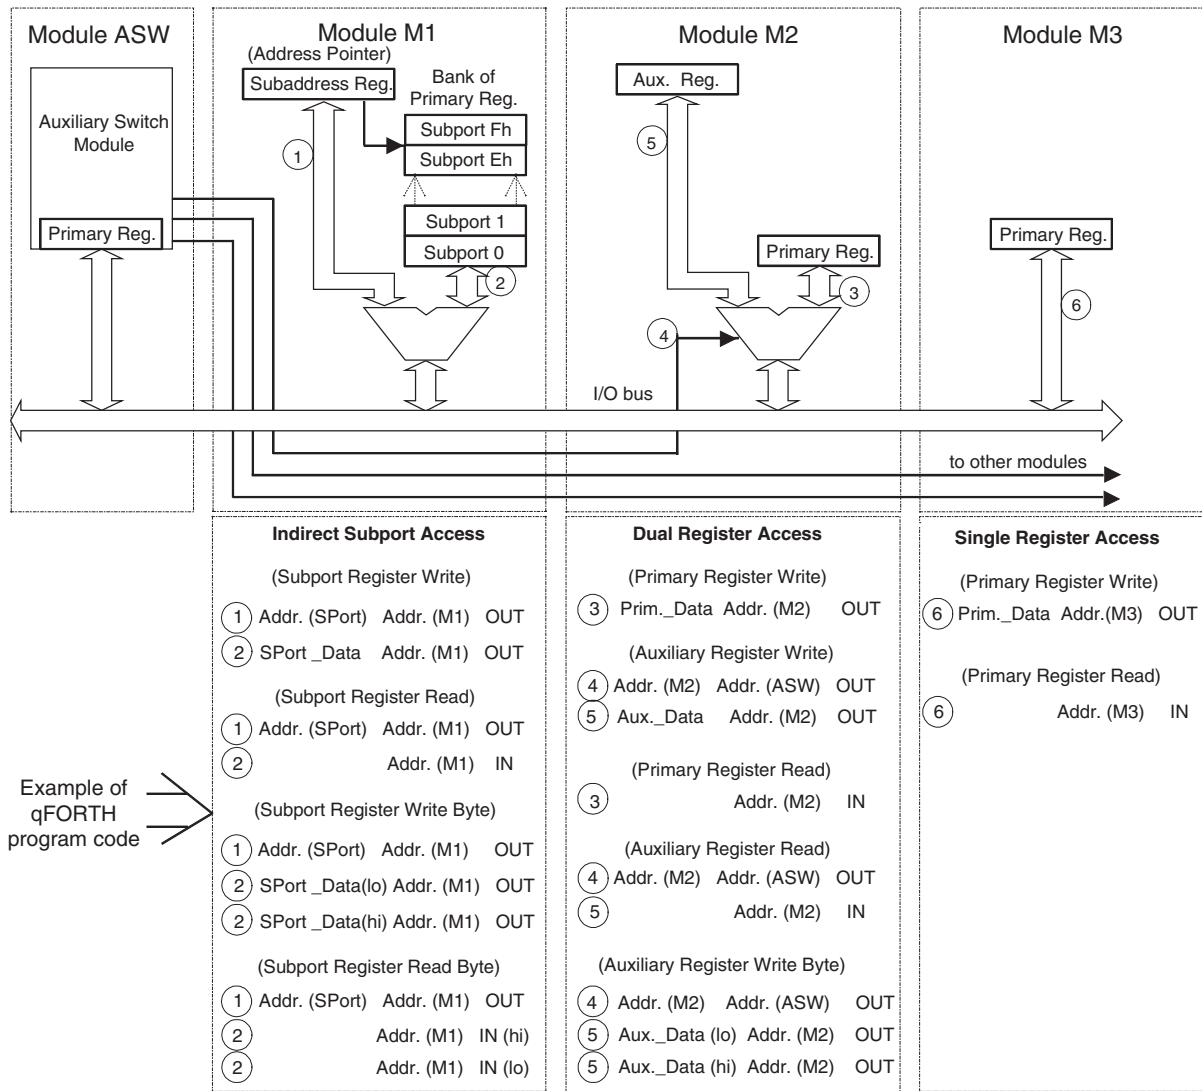 Module ASW
Auxiliary Switch
Module
Primary Reg.
Module M1
(Address Pointer)
Subaddress Reg.
Bank of
Primary Reg.
Subport Fh
Subport Eh
Subport 1
Subport 0
1
2
Module M2
Aux. Reg.
5
Primary Reg.
3
4
I/O bus
Module M3
Primary Reg.
6
to other modules
Example of
qFORTH
program code
Indirect Subport Access
(Subport Register Write)
1 Addr. (SPort) Addr. (M1) OUT
2 SPort _Data Addr. (M1) OUT
(Subport Register Read)
1 Addr. (SPort) Addr. (M1) OUT
2 Addr. (M1) IN
(Subport Register Write Byte)
1 Addr. (SPort) Addr. (M1) OUT
2 SPort _Data(lo) Addr. (M1) OUT
2 SPort _Data(hi) Addr. (M1) OUT
(Subport Register Read Byte)
1 Addr. (SPort) Addr. (M1) OUT
2 Addr. (M1) IN (hi)
2 Addr. (M1) IN (lo)
Dual Register Access
(Primary Register Write)
3 Prim._Data Addr. (M2) OUT
(Auxiliary Register Write)
4 Addr. (M2) Addr. (ASW) OUT
5 Aux._Data Addr. (M2) OUT
(Primary Register Read)
3 Addr. (M2) IN
(Auxiliary Register Read)
4 Addr. (M2) Addr. (ASW) OUT
5 Addr. (M2) IN
(Auxiliary Register Write Byte)
4 Addr. (M2) Addr. (ASW) OUT
5 Aux._Data (lo) Addr. (M2) OUT
5 Aux._Data (hi) Addr. (M2) OUT
Single Register Access
(Primary Register Write)
6 Prim._Data Addr.(M3) OUT
(Primary Register Read)
6 Addr. (M3) IN